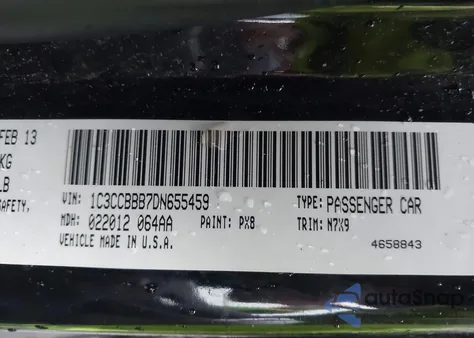 FEB 13
KG
LB
SAFETY,
VIN: 1C3CCBBB7DN655459
TYPE: PASSENGER CAR
MDH: 022012 064AA
PAINT: PX8
TRIM: N7X9
VEHICLE MADE IN U.S.A.
4658843
autoSnap